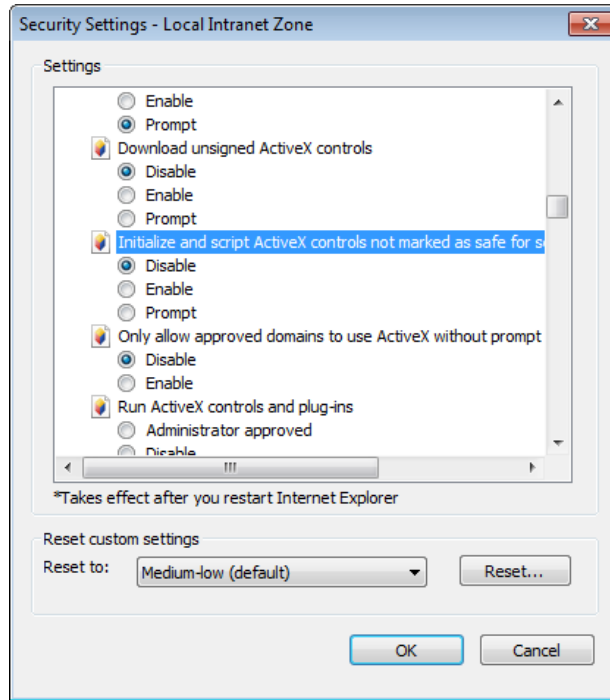 Security Settings - Local Intranet Zone
Settings
Enable
Prompt
Download unsigned ActiveX controls
Disable
Enable
Prompt
Initialize and script ActiveX controls not marked as safe for s
Disable
Enable
Prompt
Only allow approved domains to use ActiveX without prompt
Disable
Enable
Run ActiveX controls and plug-ins
Administrator approved
Disable
*Takes effect after you restart Internet Explorer
Reset custom settings
Reset to: Medium-low (default) Reset...
OK Cancel